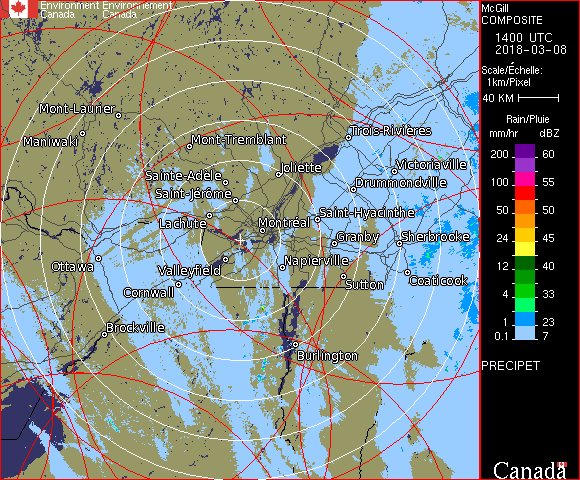 Environment Environnement
Canada Canada
McGill
COMPOSITE
1400 UTC
2018-03-08
Scale/Échelle:
1km/Pixel
40 KM
Rain/Pluie
mm/hr dBZ
200 60
100 55
50 50
24 45
12 40
4 33
1 23
0.1 7
PRECIPET
Mont-Laurier
Maniwaki
Mont-Tremblant
Trois-Rivières
Joliette
Victoriaville
Sainte-Adèle
Drummondville
Saint-Jérôme
Saint-Hyacinthe
Lachute
Montréal
Granby
Sherbrooke
Ottawa
Valleyfield
Napierville
Coaticook
Cornwall
Sutton
Brockville
Burlington
Canada